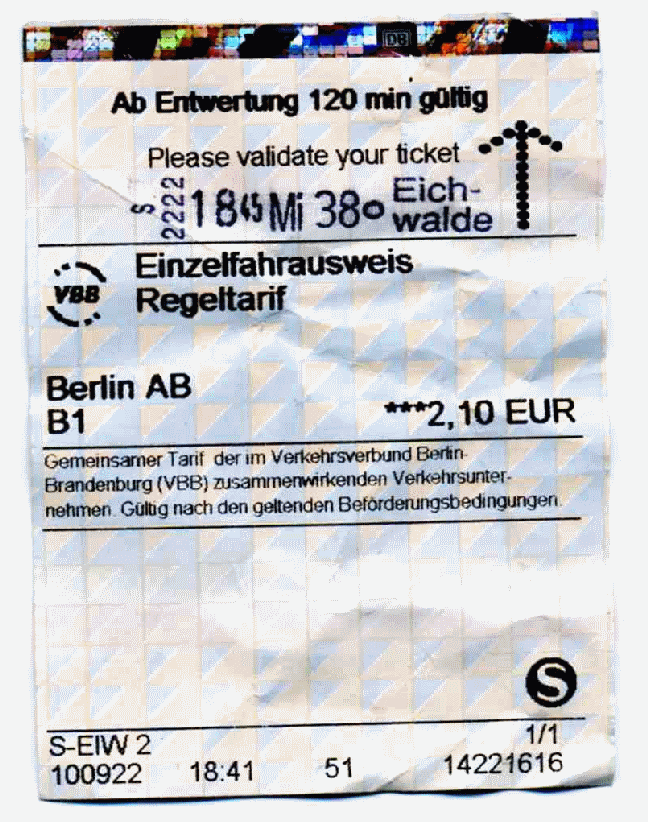 DB
Ab Entwertung 120 min gültig
Please validate your ticket
S 2222 1845 Mi 380 Eich-
walde
VBB
Einzelfahrausweis
Regeltarif
Berlin AB
B1 ***2,10 EUR
Gemeinsamer Tarif der im Verkehrsverbund Berlin-
Brandenburg (VBB) zusammenwirkenden Verkehrsunter-
nehmen. Gültig nach den geltenden Beförderungsbedingungen.
S
S-EIW 2 1/1
100922 18:41 51 14221616